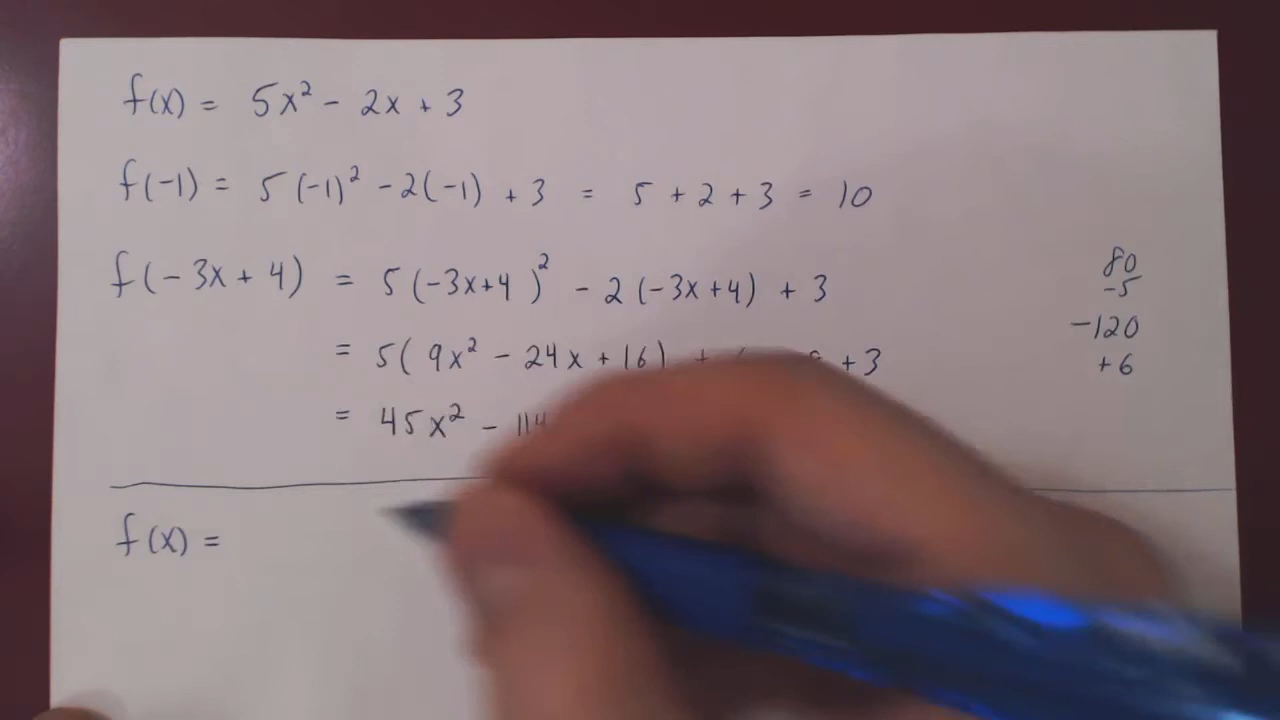 f(x) = 5x² - 2x + 3
f(-1) = 5(-1)² - 2(-1) + 3 = 5 + 2 + 3 = 10
f(-3x + 4) = 5(-3x+4)² - 2(-3x+4) + 3
= 5(9x² - 24x + 16) + +3
= 45x² - 114
f(x) =
80
-5
-120
+6